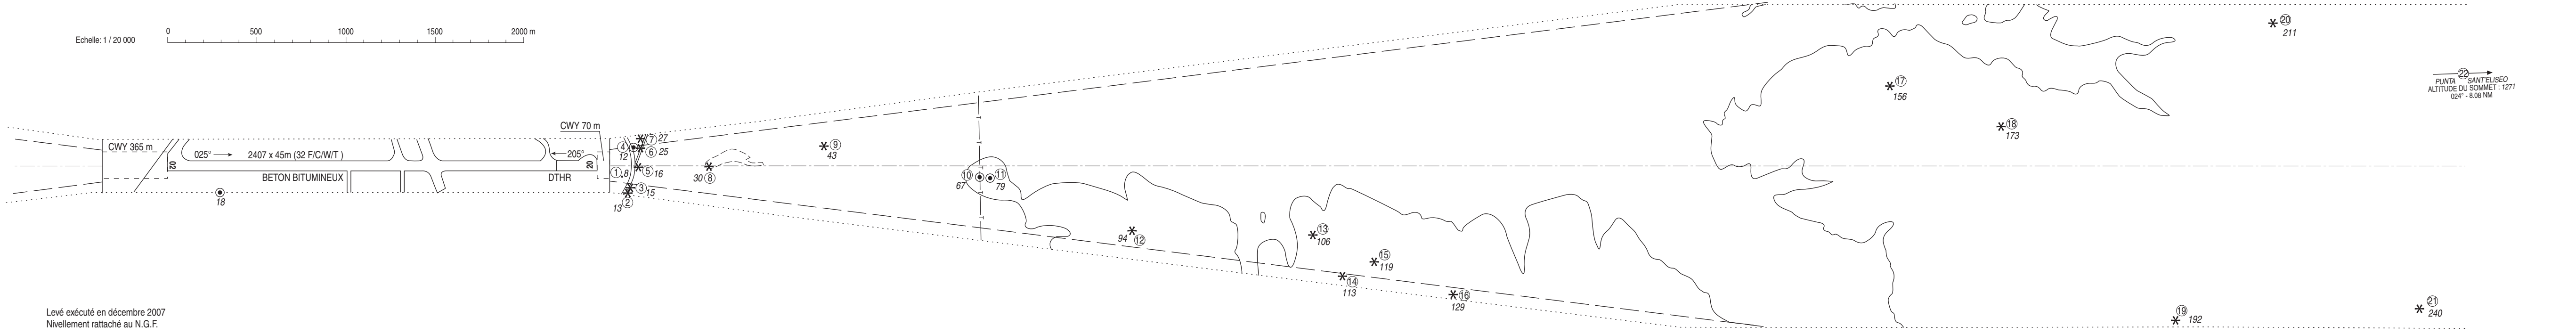 Echelle: 1 / 20 000
0 500 1000 1500 2000 m
CWY 365 m
02
025°
2407 x 45m (32 F/C/W/T )
BETON BITUMINEUX
18
CWY 70 m
205°
20
DTHR
1 8
2 13
3 15
4 12
5 16
6 25
7 27
8 30
9 43
10 67
11 79
12 94
13 106
14 113
15 119
16 129
17 156
18 173
19 192
20 211
21 240
22
PUNTA SANT'ELISEO
ALTITUDE DU SOMMET : 1271
024° - 8.08 NM
Levé exécuté en décembre 2007
Nivellement rattaché au N.G.F.